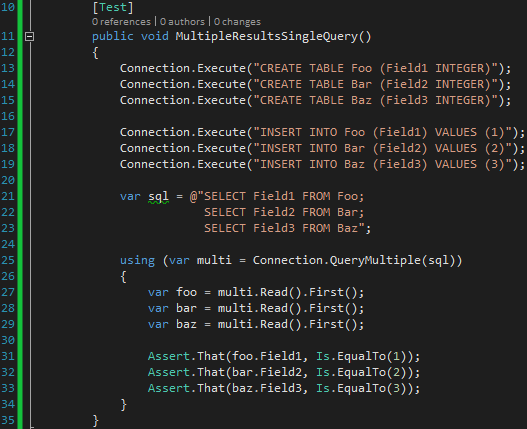 10 [Test]
0 references | 0 authors | 0 changes
11 public void MultipleResultsSingleQuery()
12 {
13 Connection.Execute("CREATE TABLE Foo (Field1 INTEGER)");
14 Connection.Execute("CREATE TABLE Bar (Field2 INTEGER)");
15 Connection.Execute("CREATE TABLE Baz (Field3 INTEGER)");
16
17 Connection.Execute("INSERT INTO Foo (Field1) VALUES (1)");
18 Connection.Execute("INSERT INTO Bar (Field2) VALUES (2)");
19 Connection.Execute("INSERT INTO Baz (Field3) VALUES (3)");
20
21 var sql = @"SELECT Field1 FROM Foo;
22 SELECT Field2 FROM Bar;
23 SELECT Field3 FROM Baz";
24
25 using (var multi = Connection.QueryMultiple(sql))
26 {
27 var foo = multi.Read().First();
28 var bar = multi.Read().First();
29 var baz = multi.Read().First();
30
31 Assert.That(foo.Field1, Is.EqualTo(1));
32 Assert.That(bar.Field2, Is.EqualTo(2));
33 Assert.That(baz.Field3, Is.EqualTo(3));
34 }
35 }